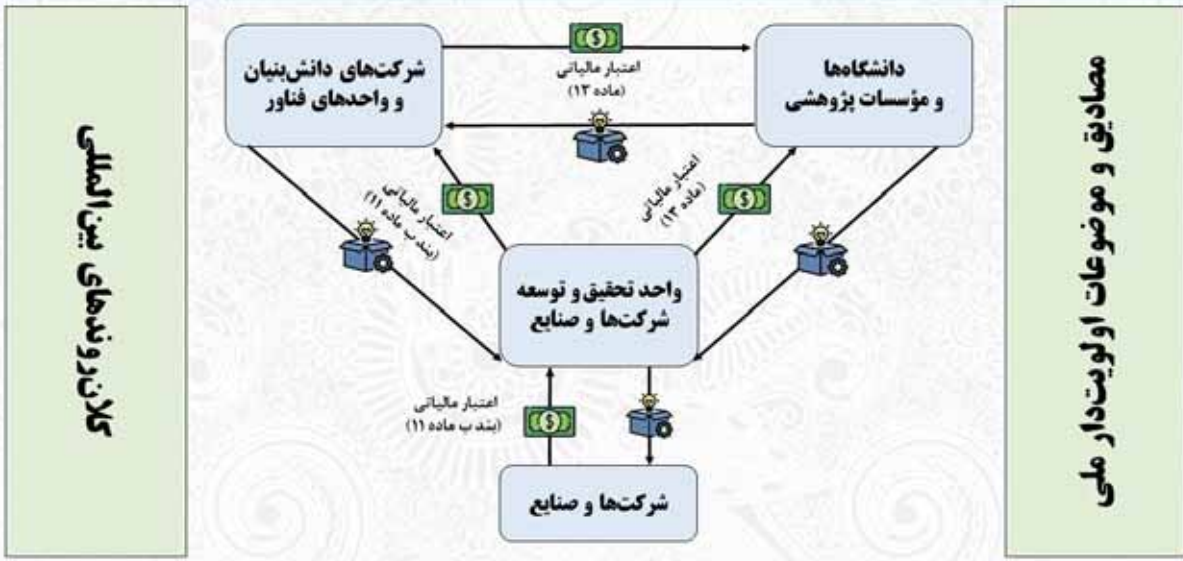 مصادیق و موضوعات اولویت‌دار ملی
دانشگاه‌ها
و مؤسسات پژوهشی
اعتبار مالیاتی
(ماده ۱۳)
شرکت‌های دانش‌بنیان
و واحدهای فناور
اعتبار مالیاتی
(ماده ۱۳)
اعتبار مالیاتی
(بند ب ماده ۱۱)
واحد تحقیق و توسعه
شرکت‌ها و صنایع
اعتبار مالیاتی
(بند ب ماده ۱۱)
شرکت‌ها و صنایع
کلان‌روندهای بین‌المللی